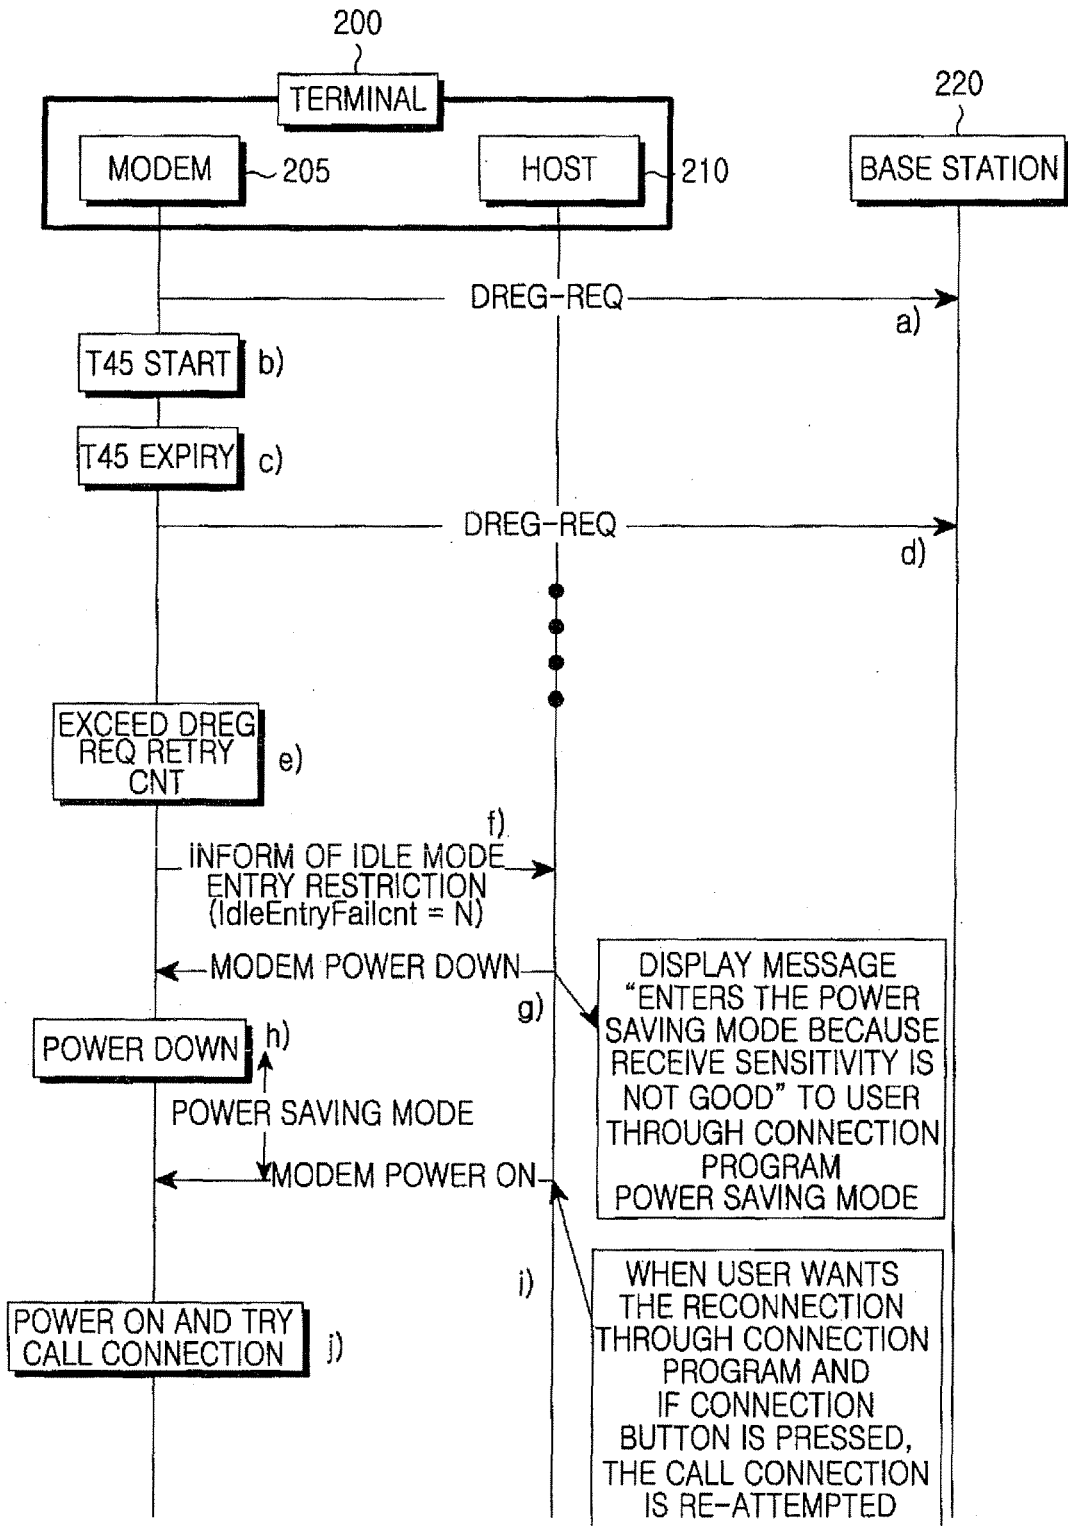 200
TERMINAL
220
MODEM
205
HOST
210
BASE STATION
DREG-REQ
a)
T45 START
b)
T45 EXPIRY
c)
DREG-REQ
d)
EXCEED DREG
REQ RETRY
CNT
e)
f)
INFORM OF IDLE MODE
ENTRY RESTRICTION
(IdleEntryFailcnt = N)
MODEM POWER DOWN
g)
DISPLAY MESSAGE
“ENTERS THE POWER
SAVING MODE BECAUSE
RECEIVE SENSITIVITY IS
NOT GOOD” TO USER
THROUGH CONNECTION
PROGRAM
POWER SAVING MODE
POWER DOWN
h)
POWER SAVING MODE
MODEM POWER ON
i)
WHEN USER WANTS
THE RECONNECTION
THROUGH CONNECTION
PROGRAM AND
IF CONNECTION
BUTTON IS PRESSED,
THE CALL CONNECTION
IS RE-ATTEMPTED
POWER ON AND TRY
CALL CONNECTION
j)